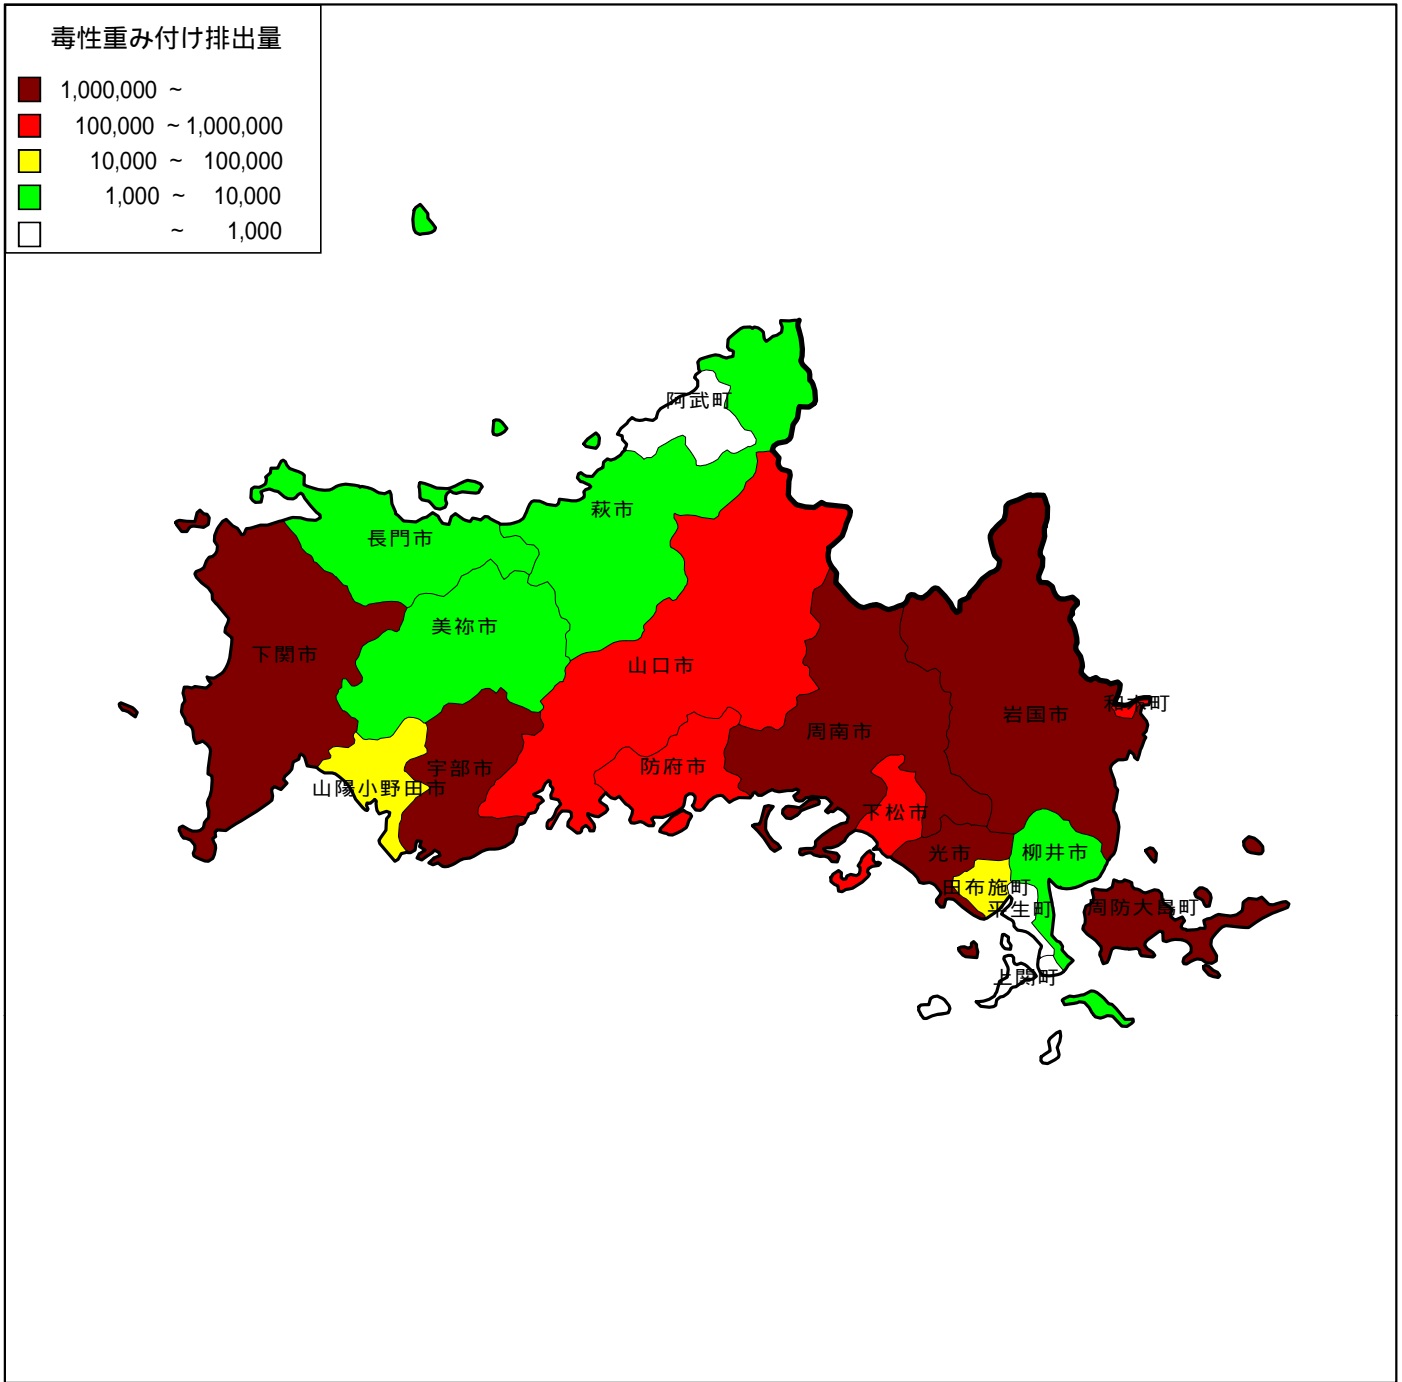 毒性重み付け排出量
1,000,000 ~
100,000 ~ 1,000,000
10,000 ~ 100,000
1,000 ~ 10,000
~ 1,000
阿武町
萩市
長門市
美祢市
下関市
山口市
和木町
岩国市
周南市
防府市
宇部市
山陽小野田市
下松市
光市
柳井市
田布施町
平生町
周防大島町
上関町